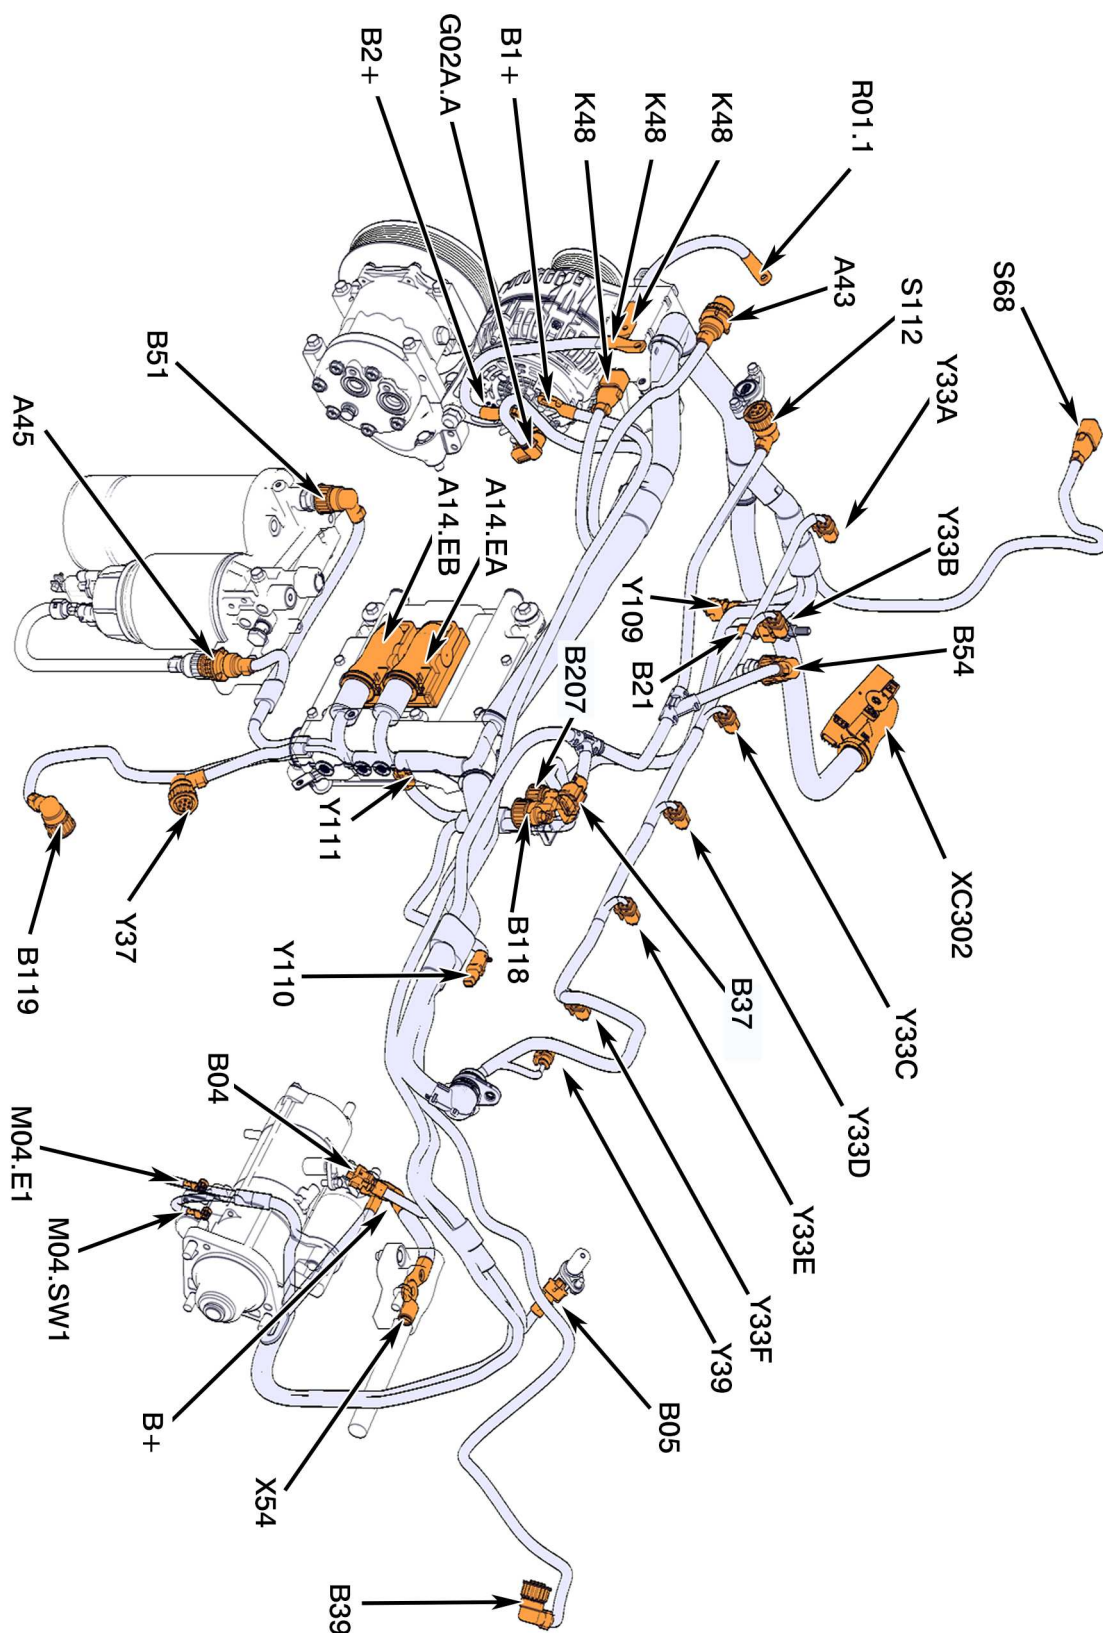 B2+
G02A.A
B1+
K48
K48
K48
R01.1
A43
S112
S68
Y33A
Y33B
B54
XC302
Y33C
Y33D
Y33E
Y33F
Y39
B05
B39
X54
B+
M04.SW1
M04.E1
B04
Y110
B118
B37
B207
B21
Y109
Y111
Y37
B119
A45
B51
A14.EB
A14.EA